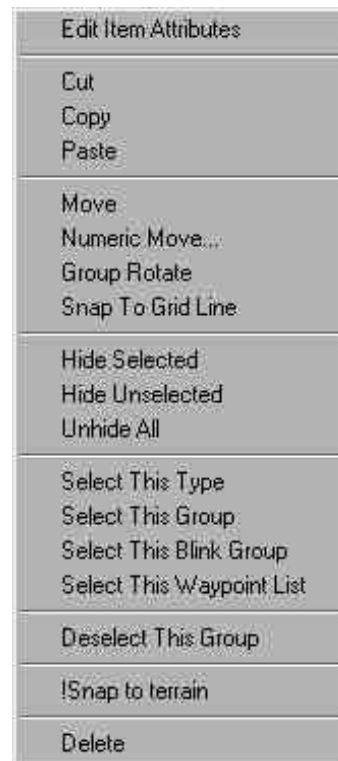 Edit Item Attributes
Cut
Copy
Paste
Move
Numeric Move...
Group Rotate
Snap To Grid Line
Hide Selected
Hide Unselected
Unhide All
Select This Type
Select This Group
Select This Blink Group
Select This Waypoint List
Deselect This Group
!Snap to terrain
Delete